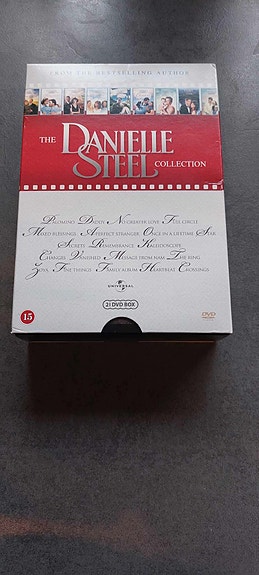 FROM THE BESTSELLING AUTHOR
THE DANIELLE STEEL COLLECTION
PALOMINO DADDY NO GREATER LOVE FULL CIRCLE
MIXED BLESSINGS A PERFECT STRANGER ONCE IN A LIFETIME STAR
SECRETS REMEMBRANCE KALEIDOSCOPE
CHANGES VANISHED MESSAGE FROM NAM THE RING
ZOYA FINE THINGS FAMILY ALBUM HEARTBEAT CROSSINGS
UNIVERSAL
21 DVD BOX
15
DVD